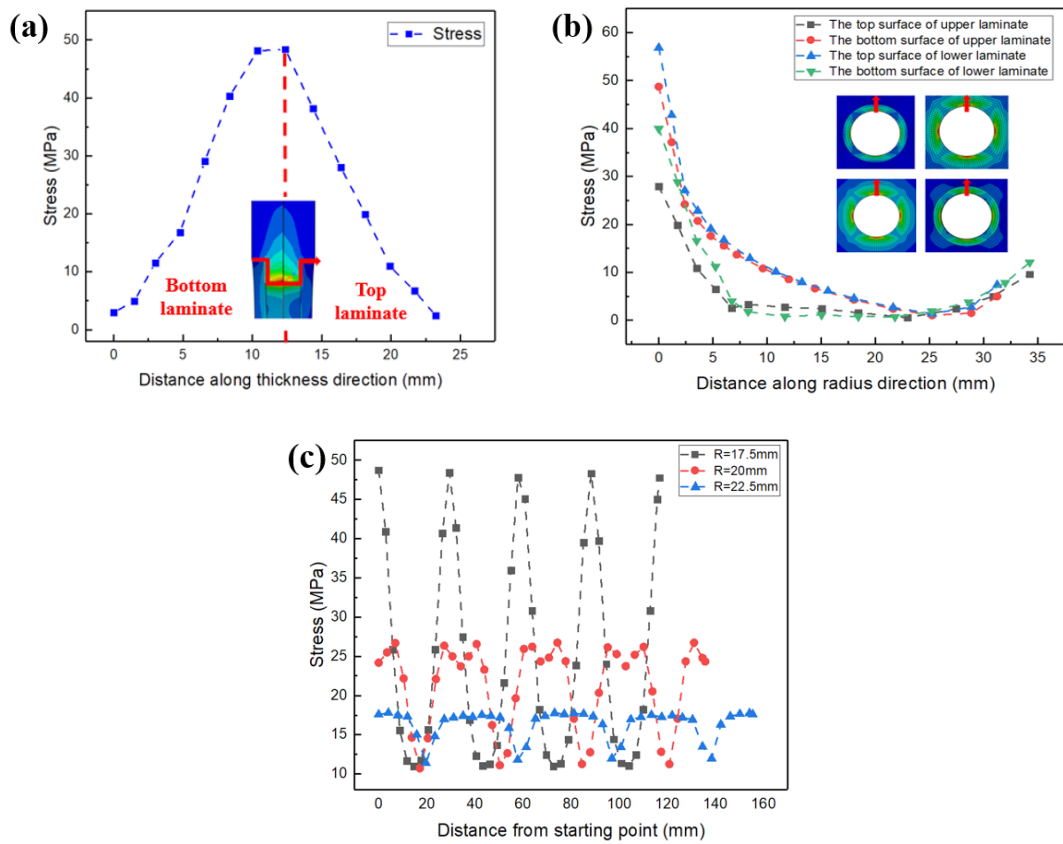 (a)
Stress
Stress (MPa)
50
40
30
20
10
0
Bottom
laminate
Top
laminate
0 5 10 15 20 25
Distance along thickness direction (mm)
(b)
The top surface of upper laminate
The bottom surface of upper laminate
The top surface of lower laminate
The bottom surface of lower laminate
Stress (MPa)
60
50
40
30
20
10
0
0 5 10 15 20 25 30 35
Distance along radius direction (mm)
(c)
R=17.5mm
R=20mm
R=22.5mm
Stress (MPa)
50
45
40
35
30
25
20
15
10
0 20 40 60 80 100 120 140 160
Distance from starting point (mm)